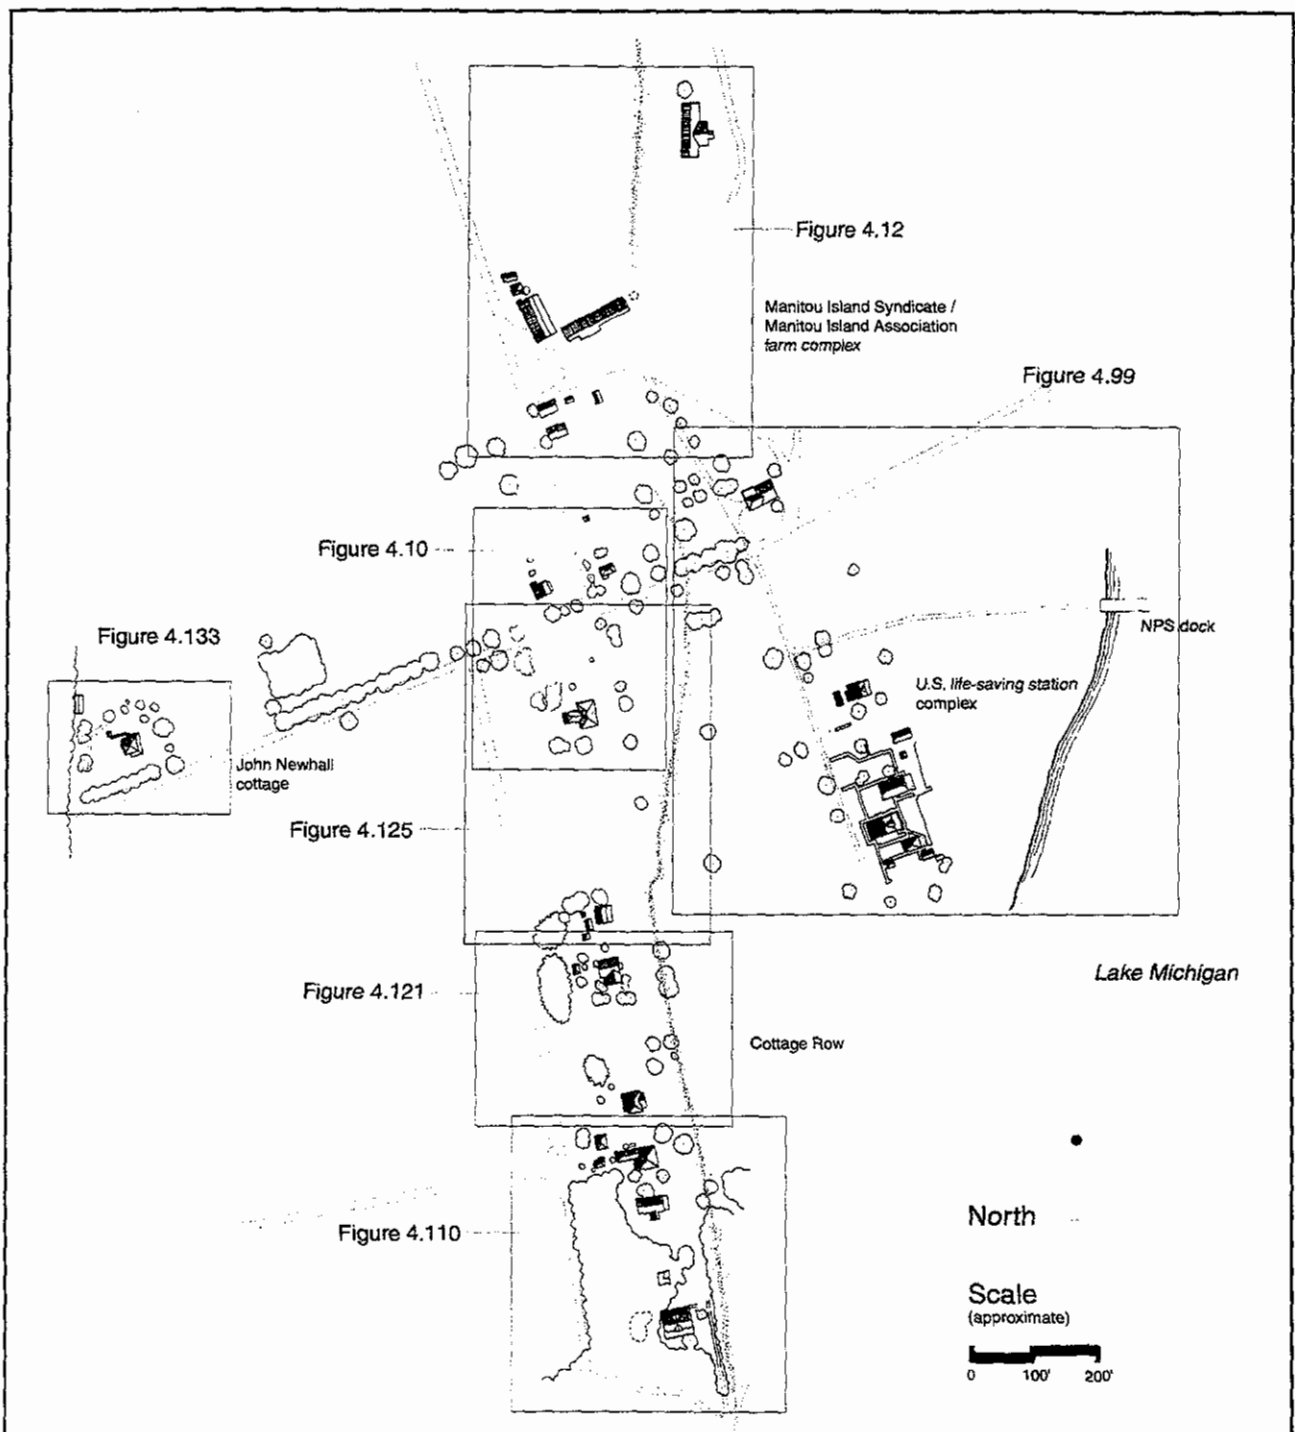 Figure 4.12
Manitou Island Syndicate /
Manitou Island Association
farm complex
Figure 4.99
Figure 4.10
Figure 4.133
NPS dock
U.S. life-saving station
complex
John Newhall
cottage
Figure 4.125
Lake Michigan
Figure 4.121
Cottage Row
North
Figure 4.110
Scale
(approximate)
0 100' 200'